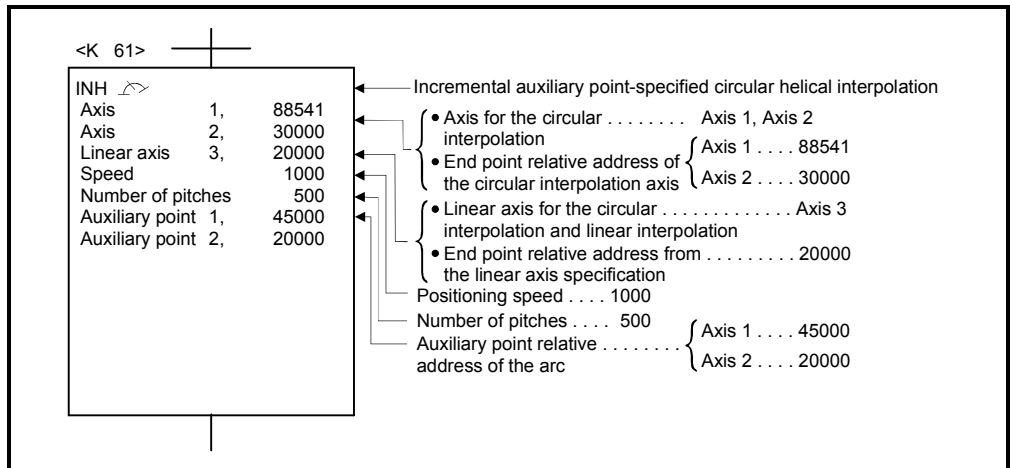 <K 61>
INH
Axis 1, 88541
Axis 2, 30000
Linear axis 3, 20000
Speed 1000
Number of pitches 500
Auxiliary point 1, 45000
Auxiliary point 2, 20000
Incremental auxiliary point-specified circular helical interpolation
• Axis for the circular . . . . . . . . Axis 1, Axis 2
interpolation
• End point relative address of
the circular interpolation axis
Axis 1 . . . . 88541
Axis 2 . . . . 30000
• Linear axis for the circular . . . . . . . . . . . . . Axis 3
interpolation and linear interpolation
• End point relative address from . . . . . . . . . 20000
the linear axis specification
Positioning speed . . . . 1000
Number of pitches . . . . 500
Auxiliary point relative . . . . . . . .
address of the arc
Axis 1 . . . . 45000
Axis 2 . . . . 20000